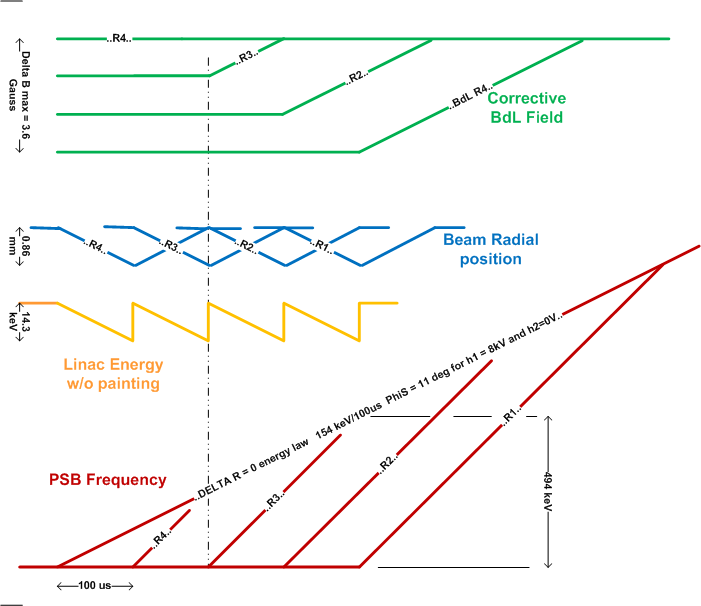 ..R4..
..R3..
..R2..
..BdL R4..
Delta B max = 3.6
Gauss
Corrective
BdL Field
..R4..
..R3..
..R2..
..R1..
0.86
mm
Beam Radial
position
14.3
keV
Linac Energy
w/o painting
..DELTA R = 0 energy law 154 keV/100us PhiS = 11 deg for h1 = 8kV and h2=0V..
PSB Frequency
..R4..
..R3..
..R2..
..R1..
494 keV
100 us